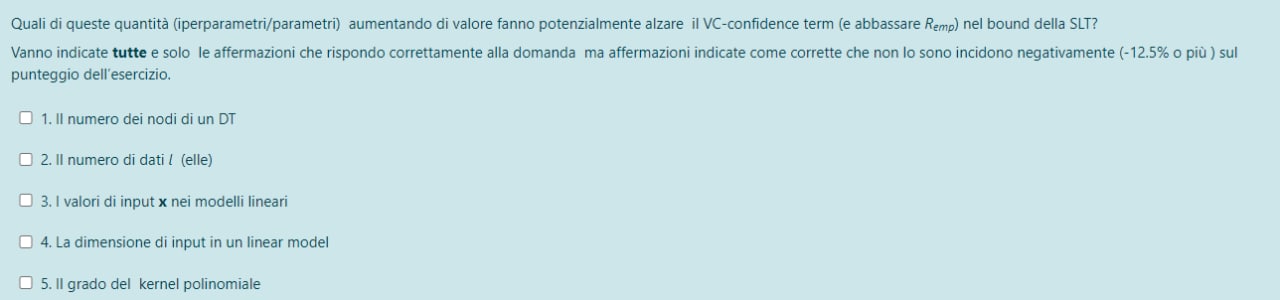 Quali di queste quantità (iperparametri/parametri) aumentando di valore fanno potenzialmente alzare il VC-confidence term (e abbassare Remp) nel bound della SLT?
Vanno indicate tutte e solo le affermazioni che rispondo correttamente alla domanda ma affermazioni indicate come corrette che non lo sono incidono negativamente (-12.5% o più ) sul
punteggio dell'esercizio.
1. Il numero dei nodi di un DT
2. Il numero di dati l (elle)
3. I valori di input x nei modelli lineari
4. La dimensione di input in un linear model
5. Il grado del kernel polinomiale